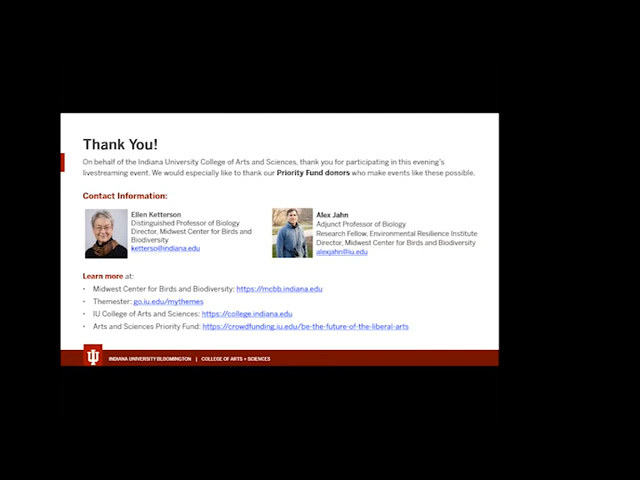 Thank You!
On behalf of the Indiana University College of Arts and Sciences, thank you for participating in this evening's
livestreaming event. We would especially like to thank our Priority Fund donors who make events like these possible.
Contact Information:
Ellen Ketterson
Distinguished Professor of Biology
Director, Midwest Center for Birds and
Biodiversity
ketterso@indiana.edu
Alex Jahn
Adjunct Professor of Biology
Research Fellow, Environmental Resilience Institute
Director, Midwest Center for Birds and Biodiversity
alexjahn@iu.edu
Learn more at:
• Midwest Center for Birds and Biodiversity: https://mcbb.indiana.edu
• Themester: go.iu.edu/mythemes
• IU College of Arts and Sciences: https://college.indiana.edu
• Arts and Sciences Priority Fund: https://crowdfunding.iu.edu/be-the-future-of-the-liberal-arts
INDIANA UNIVERSITY BLOOMINGTON | COLLEGE OF ARTS + SCIENCES